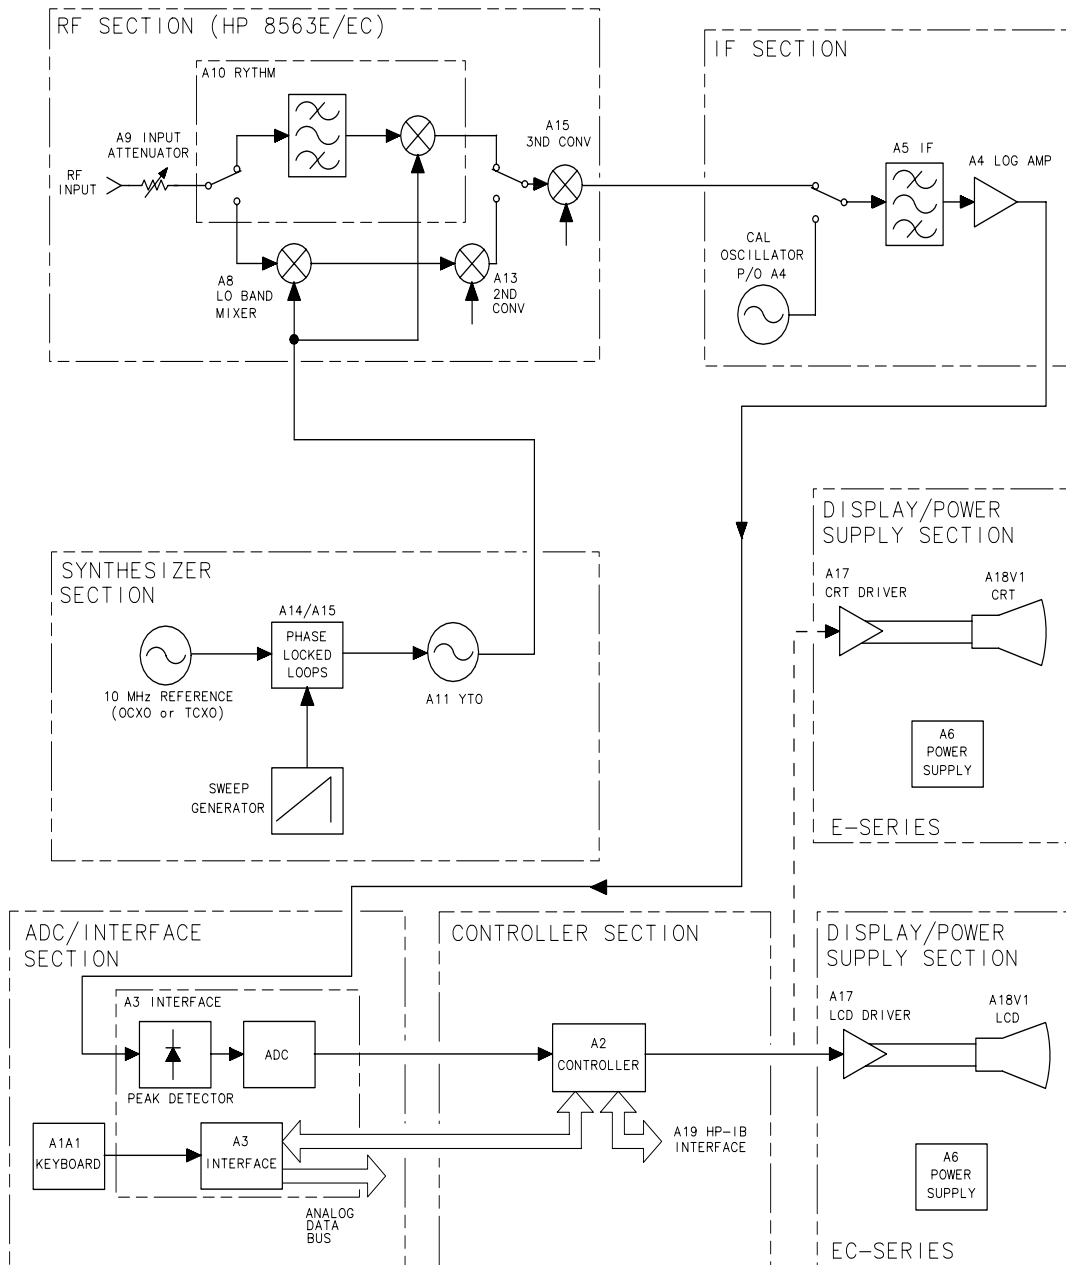 RF SECTION (HP 8563E/EC)
A10 RYTHM
A9 INPUT
ATTENUATOR
RF
INPUT
A15
3ND CONV
A8
LO BAND
MIXER
A13
2ND
CONV
IF SECTION
A5 IF
A4 LOG AMP
CAL
OSCILLATOR
P/O A4
SYNTHESIZER
SECTION
A14/A15
PHASE
LOCKED
LOOPS
10 MHz REFERENCE
(OCXO or TCXO)
A11 YTO
SWEEP
GENERATOR
DISPLAY/POWER
SUPPLY SECTION
A17
CRT DRIVER
A18V1
CRT
A6
POWER
SUPPLY
E-SERIES
ADC/INTERFACE
SECTION
A3 INTERFACE
PEAK DETECTOR
ADC
A1A1
KEYBOARD
A3
INTERFACE
ANALOG
DATA
BUS
CONTROLLER SECTION
A2
CONTROLLER
A19 HP-IB
INTERFACE
DISPLAY/POWER
SUPPLY SECTION
A17
LCD DRIVER
A18V1
LCD
A6
POWER
SUPPLY
EC-SERIES